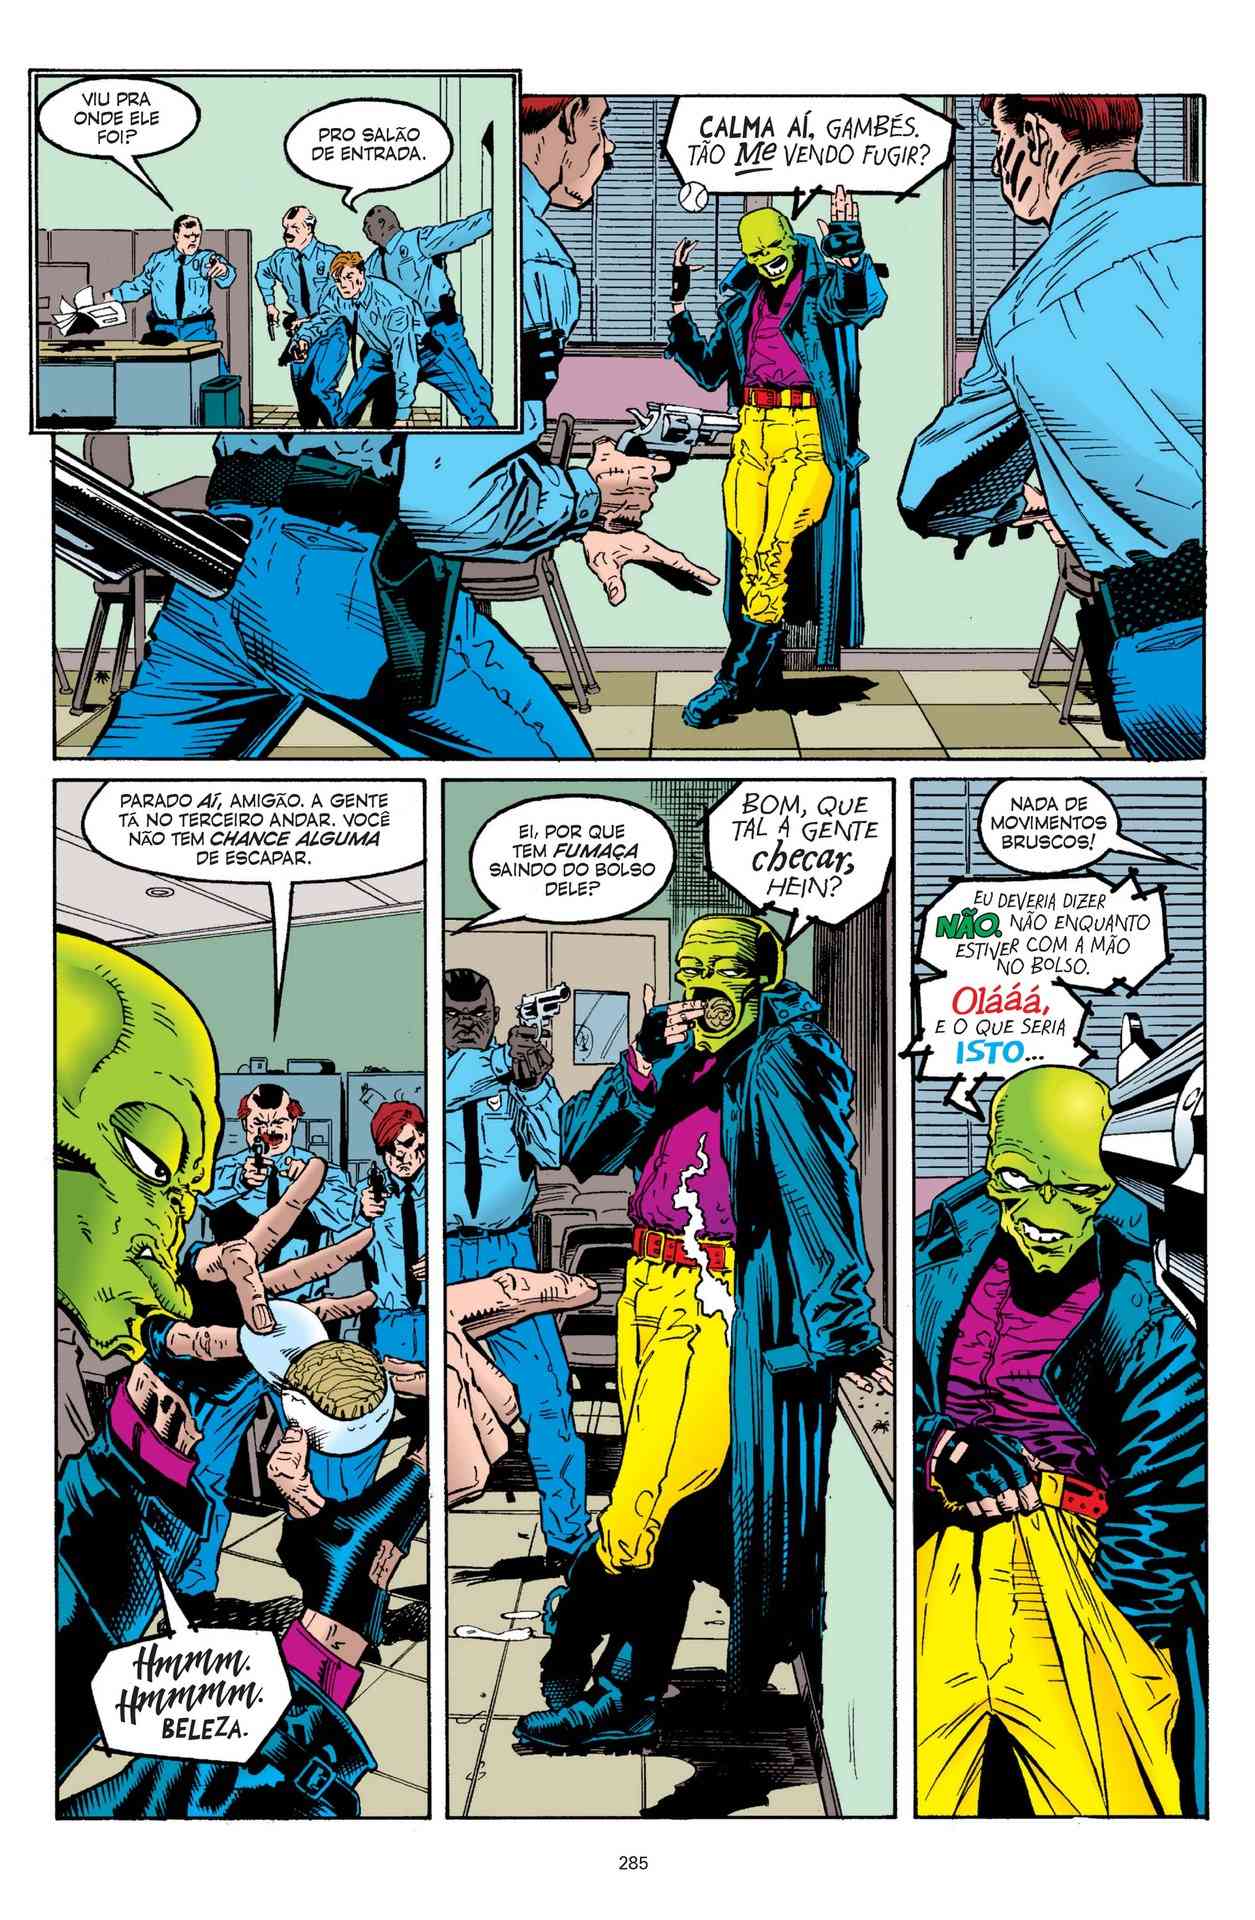 VIU PRA
ONDE ELE
FOI?
PRO SALÃO
DE ENTRADA.
CALMA AÍ, GAMBÉS.
TÃO ME VENDO FUGIR?
PARADO AÍ, AMIGÃO. A GENTE
TÁ NO TERCEIRO ANDAR. VOCÊ
NÃO TEM CHANCE ALGUMA
DE ESCAPAR.
Hmmm.
Hmmmmm.
BELEZA.
EI, POR QUE
TEM FUMAÇA
SAINDO DO BOLSO
DELE?
BOM, QUE
TAL A GENTE
checar,
HEIN?
NADA DE
MOVIMENTOS
BRUSCOS!
EU DEVERIA DIZER
NÃO. NÃO ENQUANTO
ESTIVER COM A MÃO
NO BOLSO.
Olááá,
E O QUE SERIA
ISTO...
285